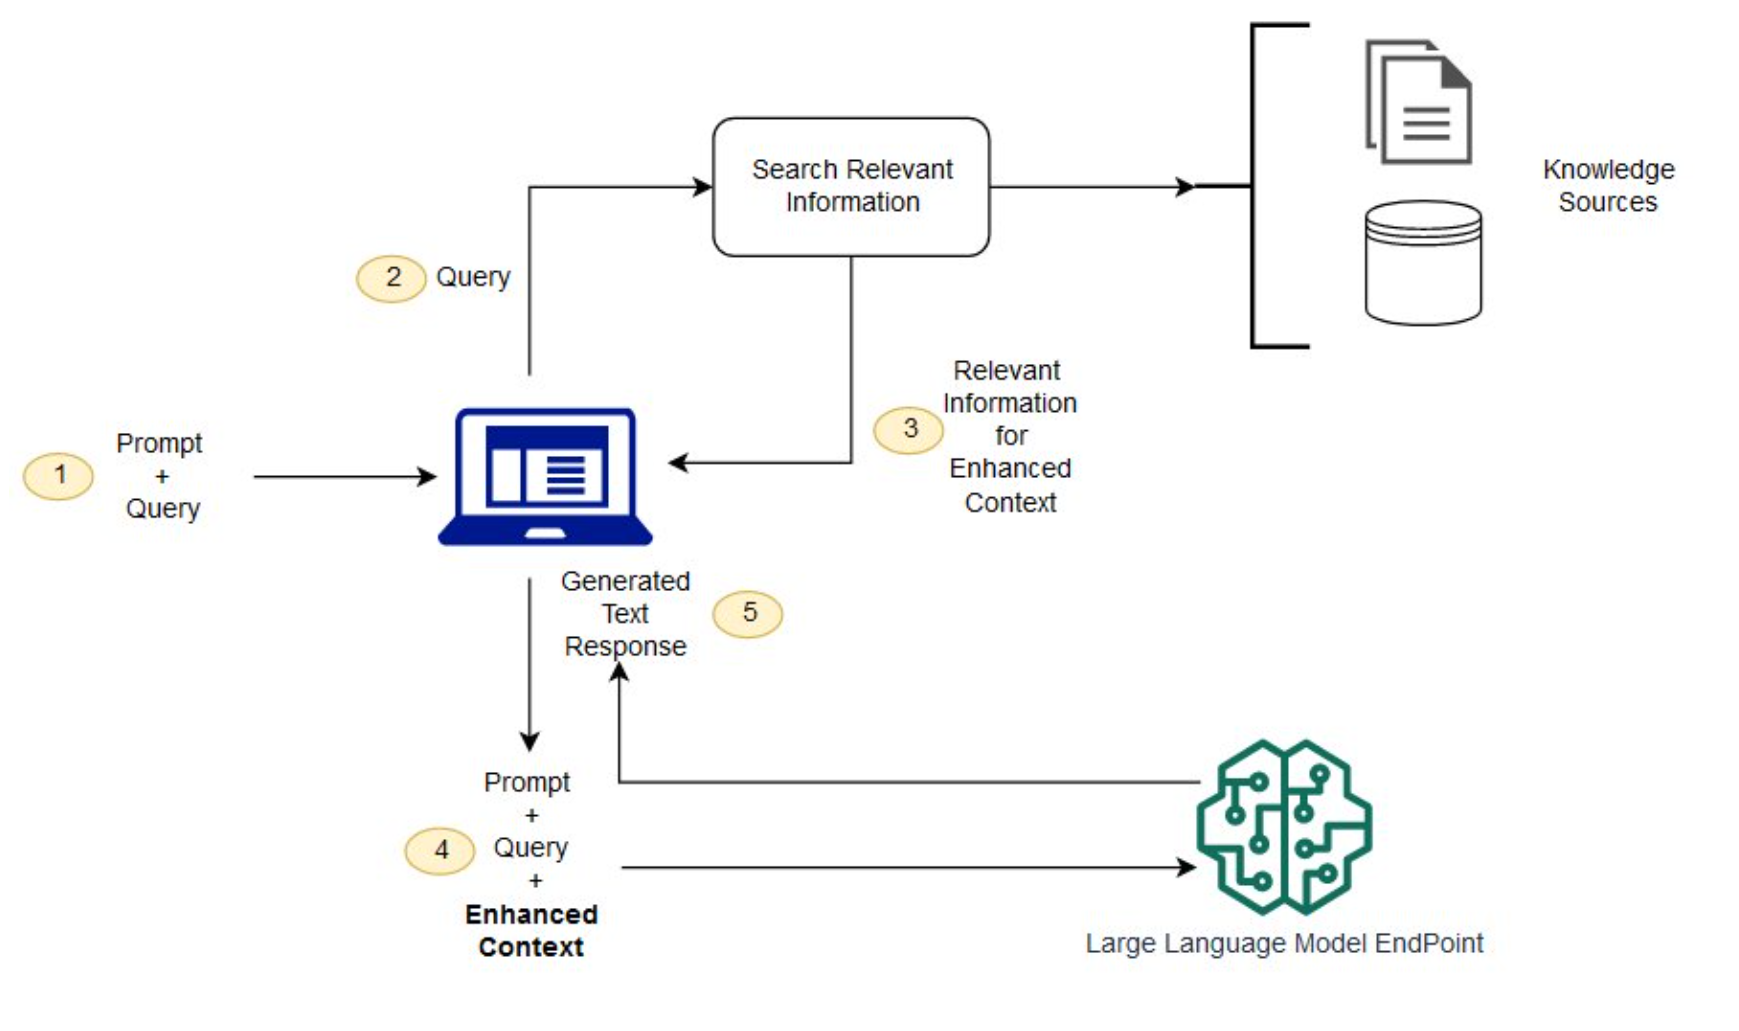 Search Relevant
Information
Knowledge
Sources
2 Query
Relevant
Information
for
Enhanced
Context
3
1
Prompt
+
Query
Generated
Text
Response
5
Prompt
+
4 Query
+
Enhanced
Context
Large Language Model EndPoint